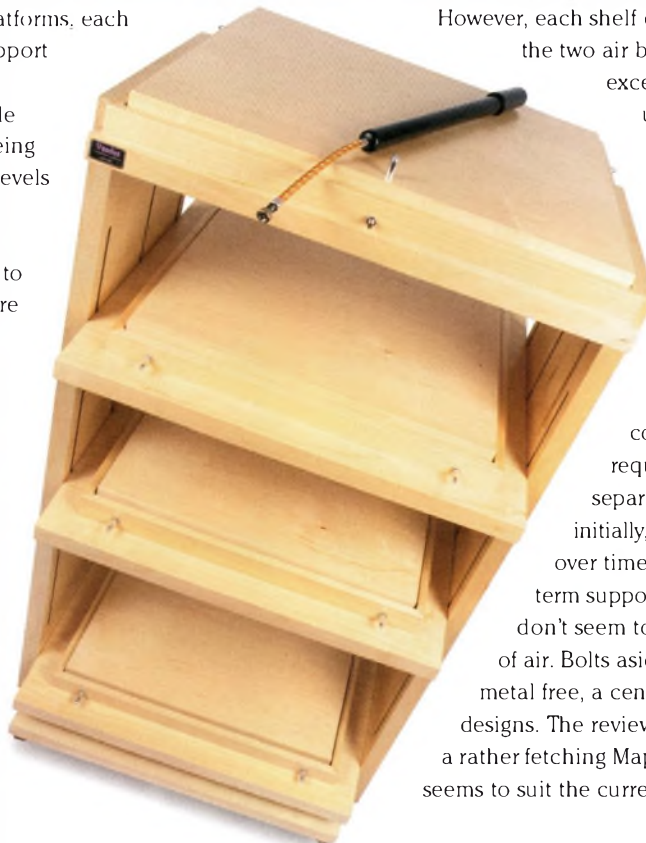 atforms, each
pport
le
eing
evels
to
re
However, each shelf
the two air b
exce
u
co
requ
separ
initially,
over time
term suppo
don't seem to
of air. Bolts asid
metal free, a cen
designs. The review
a rather fetching Map
seems to suit the curre